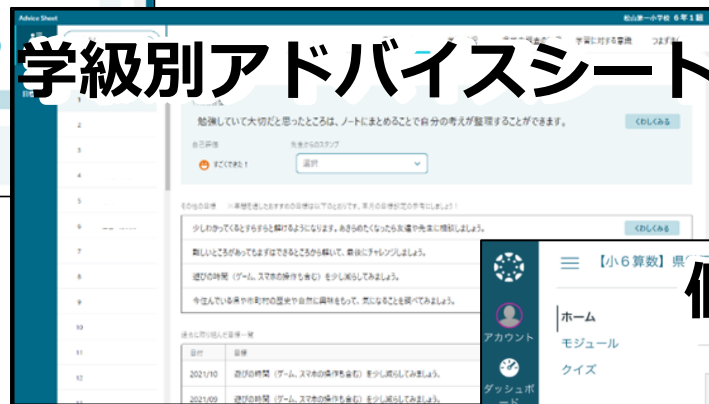 Advice Sheet
松山第一小学校 6年1組
学習に対する意識
つまずき
学級別アドバイスシート
勉強していて大切だと思ったところは、ノートにまとめることで自分の考えが整理することができます。
くわしくみる
自己評価
先生からのスタンプ
すごくできた!
選択
その他の目標
少しわかってくるとすらすらと解けるようになります。あきらめたくなったら友達や先生に相談しましょう。
くわしくみる
難しいところがあってもまずはできるところから解いて、最後にチャレンジしましょう。
遊びの時間（ゲーム、スマホの操作も含む）を少し減らしてみましょう。
今住んでいる県や市町村の歴史や自然に興味をもって、気になることを調べてみましょう。
過去に取り組んだ目標一覧
日付 目標
2021/10 遊びの時間（ゲーム、スマホの操作も含む）を少し減らしてみましょう。
2021/09 遊びの時間（ゲーム、スマホの操作も含む）を少し減らしてみましょう。
1
2
3
4
5
6
7
8
9
10
11
12
【小6算数】県
アカウント
ダッシュボード
ホーム
モジュール
クイズ